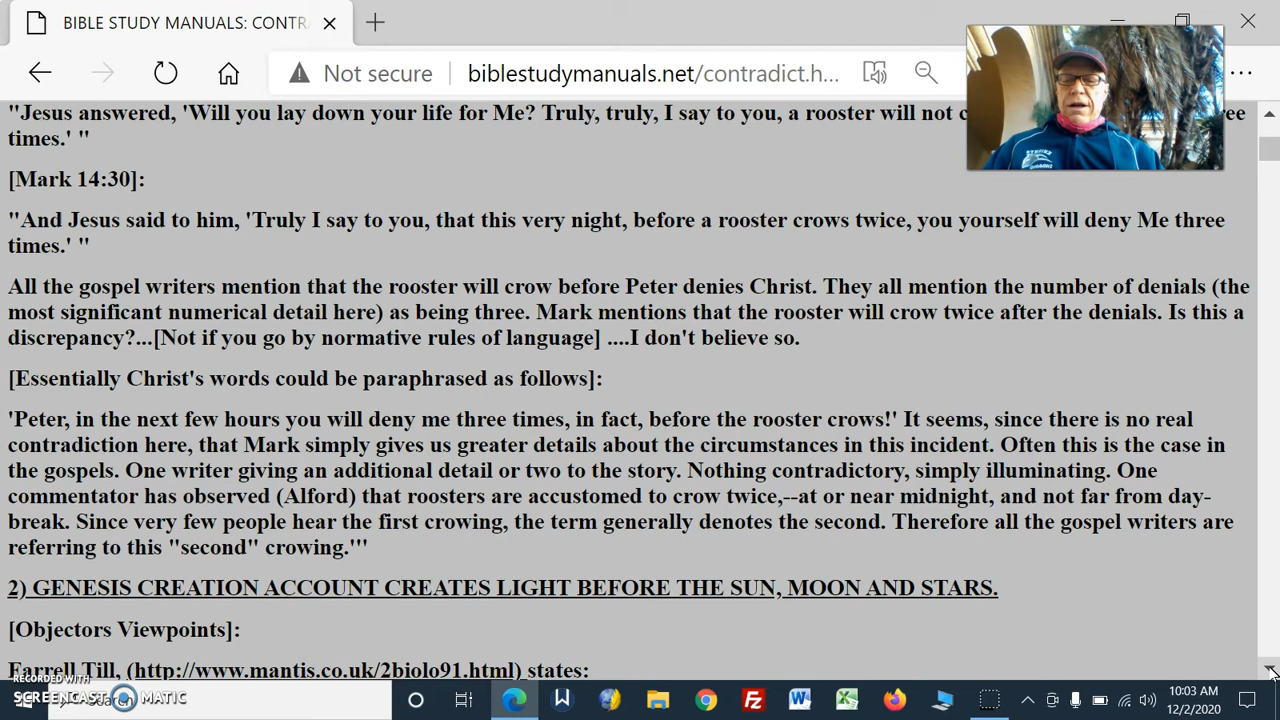 BIBLE STUDY MANUALS: CONTR
Not secure
biblestudymanuals.net/contradict.h...
"Jesus answered, 'Will you lay down your life for Me? Truly, truly, I say to you, a rooster will not c
ree
times.' "
[Mark 14:30]:
"And Jesus said to him, 'Truly I say to you, that this very night, before a rooster crows twice, you yourself will deny Me three
times.' "
All the gospel writers mention that the rooster will crow before Peter denies Christ. They all mention the number of denials (the
most significant numerical detail here) as being three. Mark mentions that the rooster will crow twice after the denials. Is this a
discrepancy?...[Not if you go by normative rules of language] ....I don't believe so.
[Essentially Christ's words could be paraphrased as follows]:
'Peter, in the next few hours you will deny me three times, in fact, before the rooster crows!' It seems, since there is no real
contradiction here, that Mark simply gives us greater details about the circumstances in this incident. Often this is the case in
the gospels. One writer giving an additional detail or two to the story. Nothing contradictory, simply illuminating. One
commentator has observed (Alford) that roosters are accustomed to crow twice,--at or near midnight, and not far from day-
break. Since very few people hear the first crowing, the term generally denotes the second. Therefore all the gospel writers are
referring to this "second" crowing.'"
2) GENESIS CREATION ACCOUNT CREATES LIGHT BEFORE THE SUN, MOON AND STARS.
[Objectors Viewpoints]:
Farrell Till, (http://www.mantis.co.uk/2biolo91.html) states:
RECORDED WITH
SCREENCAST MATIC
Search
10:03 AM
12/2/2020